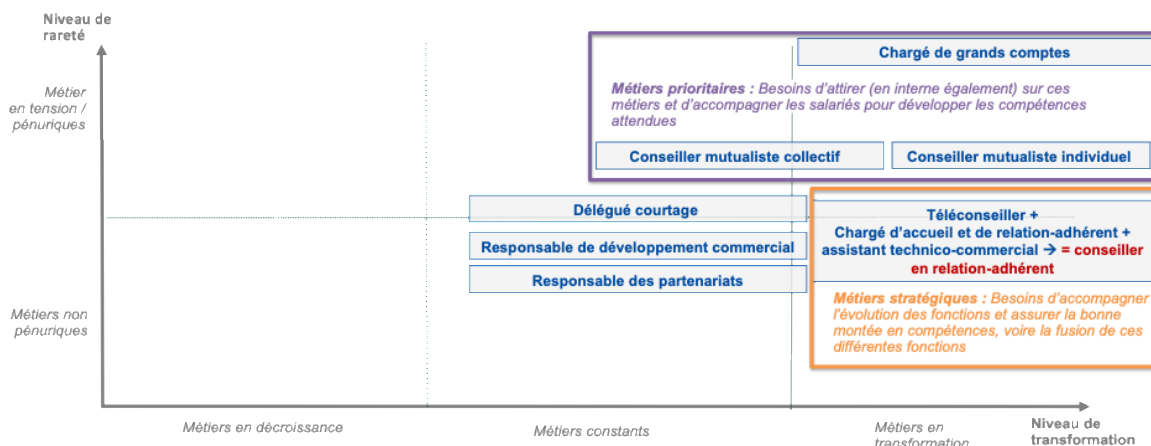 Niveau de
rareté
Métier
en tension /
pénuriques
Chargé de grands comptes
Métiers prioritaires : Besoins d'attirer (en interne également) sur ces
métiers et d'accompagner les salariés pour développer les compétences
attendues
Conseiller mutualiste collectif
Conseiller mutualiste individuel
Délégué courtage
Responsable de développement commercial
Responsable des partenariats
Téléconseiller +
Chargé d'accueil et de relation-adhérent +
assistant technico-commercial → = conseiller
en relation-adhérent
Métiers stratégiques : Besoins d'accompagner
l'évolution des fonctions et assurer la bonne
montée en compétences, voire la fusion de ces
différentes fonctions
Métiers non
pénuriques
Métiers en décroissance
Métiers constants
Métiers en
transformation
Niveau de
transformation